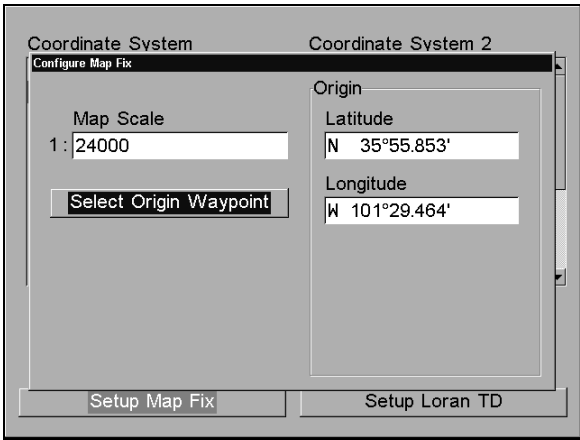 Coordinate System Coordinate System 2
Configure Map Fix
Origin
Map Scale
1: 24000
Select Origin Waypoint
Latitude
N 35°55.853'
Longitude
W 101°29.464'
Setup Map Fix Setup Loran TD